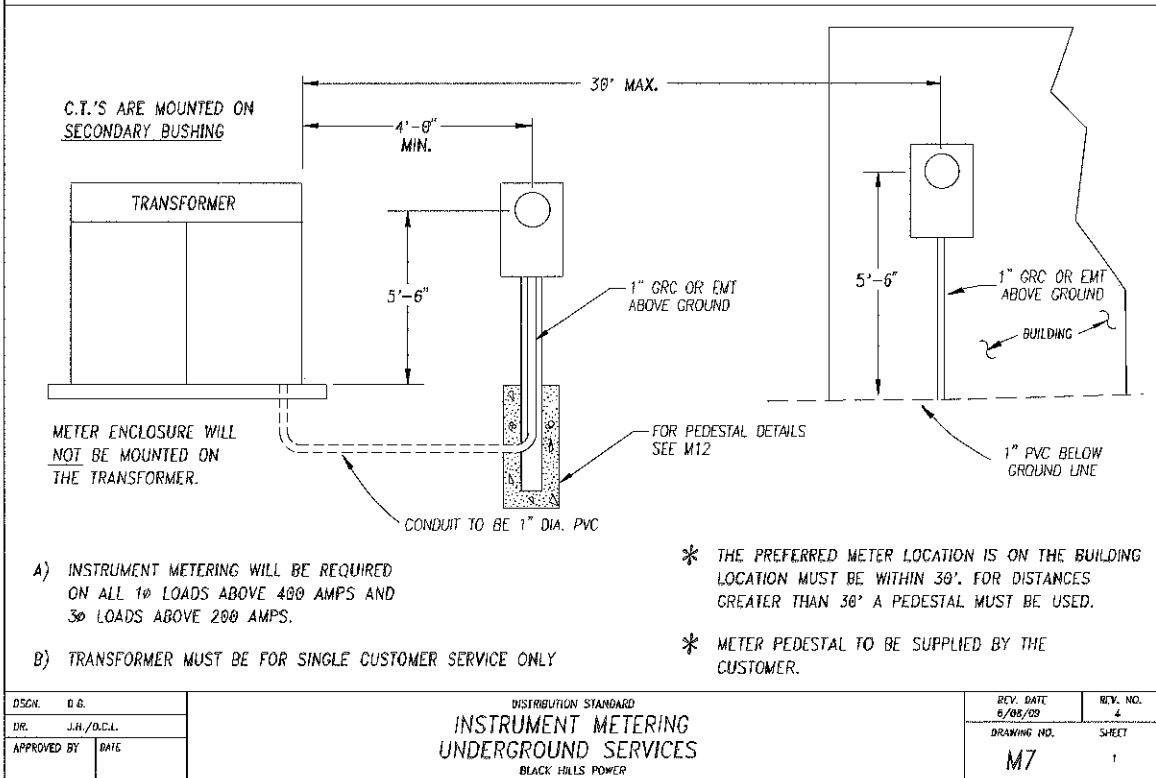 30' MAX.
C.T.'S ARE MOUNTED ON
SECONDARY BUSHING
4'-0"
MIN.
TRANSFORMER
5'-6"
1" GRC OR EMT
ABOVE GROUND
5'-6"
1" GRC OR EMT
ABOVE GROUND
BUILDING
METER ENCLOSURE WILL
NOT BE MOUNTED ON
THE TRANSFORMER.
FOR PEDESTAL DETAILS
SEE M12
1" PVC BELOW
GROUND LINE
CONDUIT TO BE 1" DIA. PVC
A) INSTRUMENT METERING WILL BE REQUIRED
ON ALL 1ø LOADS ABOVE 400 AMPS AND
3ø LOADS ABOVE 200 AMPS.
B) TRANSFORMER MUST BE FOR SINGLE CUSTOMER SERVICE ONLY
* THE PREFERRED METER LOCATION IS ON THE BUILDING
LOCATION MUST BE WITHIN 30'. FOR DISTANCES
GREATER THAN 30' A PEDESTAL MUST BE USED.
* METER PEDESTAL TO BE SUPPLIED BY THE
CUSTOMER.
DSGN. D.G.
DR. J.H./D.C.L.
APPROVED BY DATE
DISTRIBUTION STANDARD
INSTRUMENT METERING
UNDERGROUND SERVICES
BLACK HILLS POWER
REV. DATE
REV. NO.
4
DRAWING NO.
M7
SHEET
1